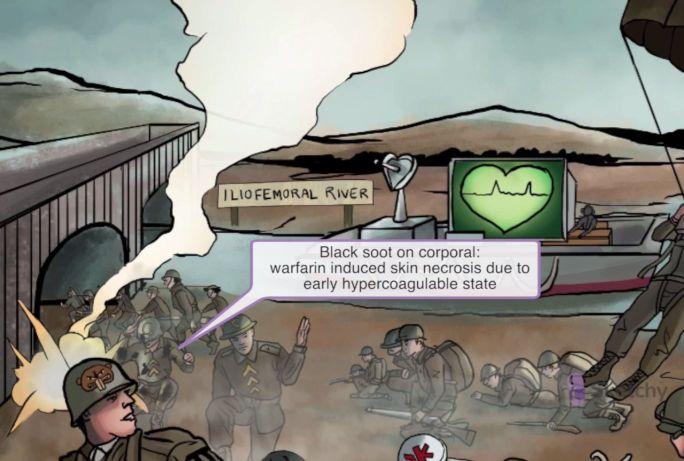 ILIOFEMORAL RIVER
Black soot on corporal:
warfarin induced skin necrosis due to
early hypercoagulable state